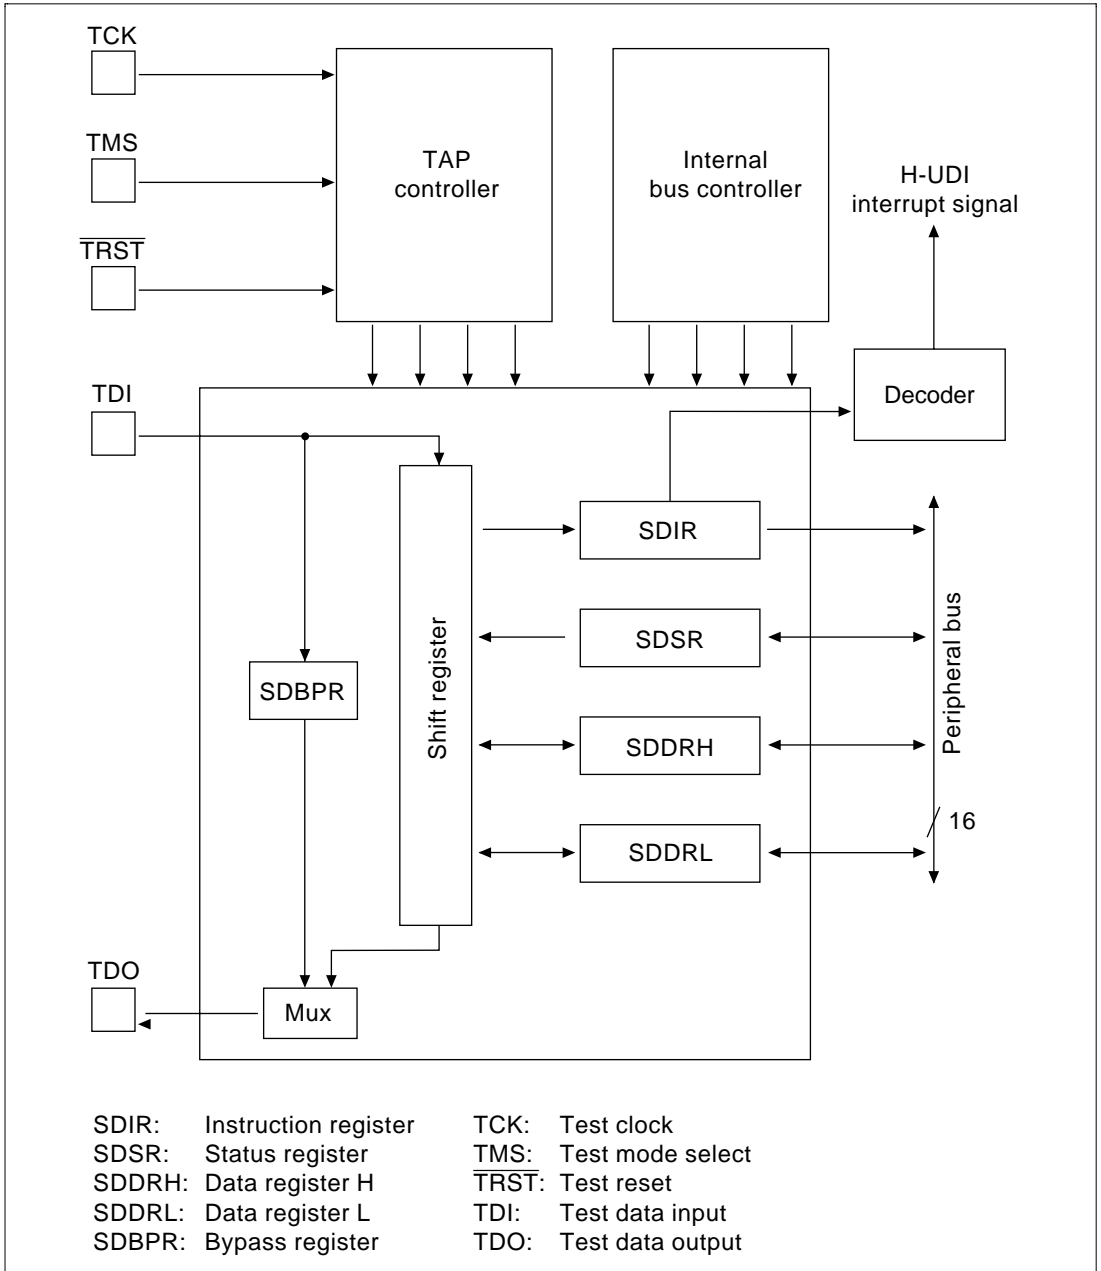 TCK
TMS
TRST
TAP
controller
Internal
bus controller
H-UDI
interrupt signal
TDI
Decoder
SDIR
SDSR
SDBPR
Shift register
SDDRH
Peripheral bus
16
SDDRL
TDO
Mux
SDIR: Instruction register
SDSR: Status register
SDDRH: Data register H
SDDRL: Data register L
SDBPR: Bypass register
TCK: Test clock
TMS: Test mode select
TRST: Test reset
TDI: Test data input
TDO: Test data output